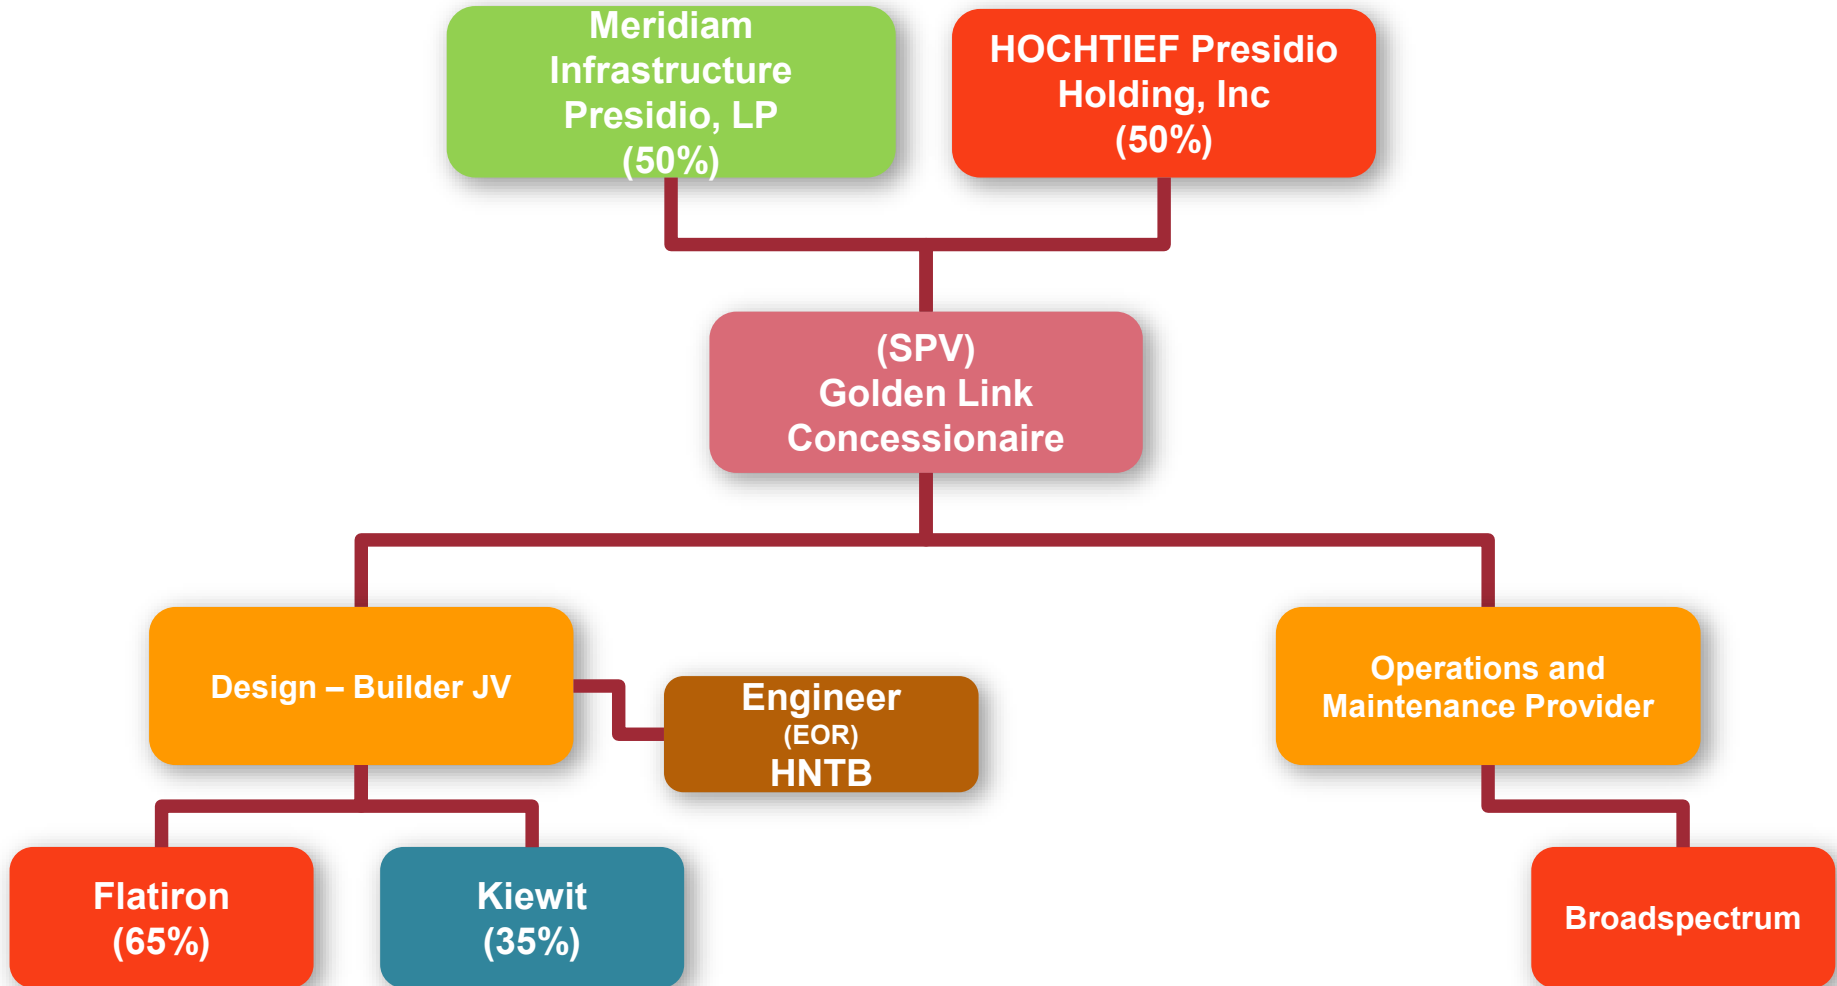 Meridiam
Infrastructure
Presidio, LP
(50%)
HOCHTIEF Presidio
Holding, Inc
(50%)
(SPV)
Golden Link
Concessionaire
Design – Builder JV
Engineer
(EOR)
HNTB
Operations and
Maintenance Provider
Flatiron
(65%)
Kiewit
(35%)
Broadspectrum